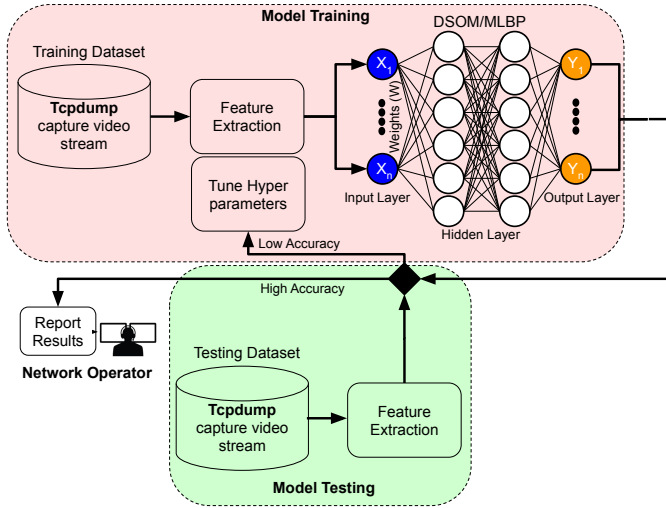 Model Training
DSOM/MLBP
Training Dataset
Tcpdump
capture video
stream
Feature
Extraction
Tune Hyper
parameters
X1
Xn
Weights (W)
Y1
Yn
Input Layer
Hidden Layer
Output Layer
Low Accuracy
High Accuracy
Report
Results
Network Operator
Testing Dataset
Tcpdump
capture video
stream
Feature
Extraction
Model Testing